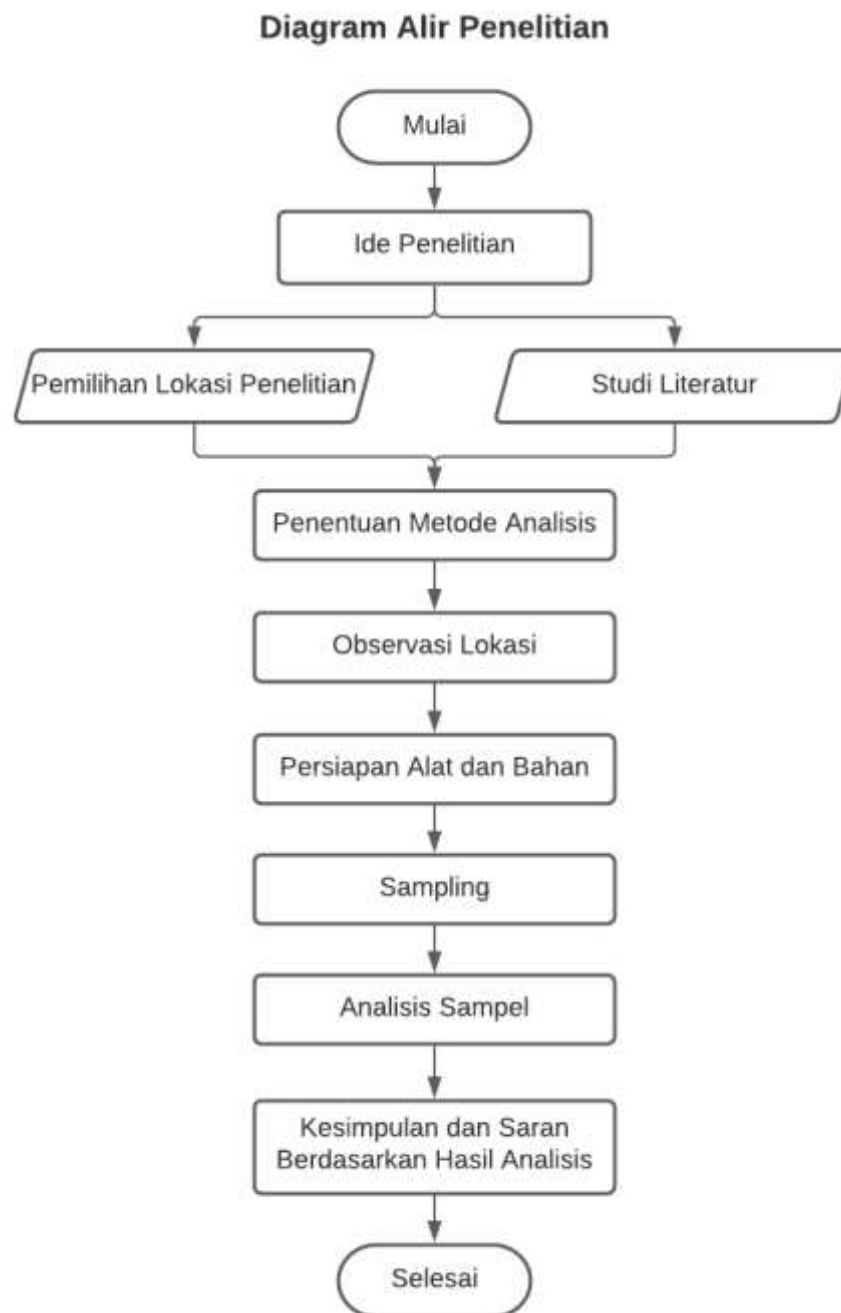 Diagram Alir Penelitian
Mulai
Ide Penelitian
Pemilihan Lokasi Penelitian
Studi Literatur
Penentuan Metode Analisis
Observasi Lokasi
Persiapan Alat dan Bahan
Sampling
Analisis Sampel
Kesimpulan dan Saran
Berdasarkan Hasil Analisis
Selesai